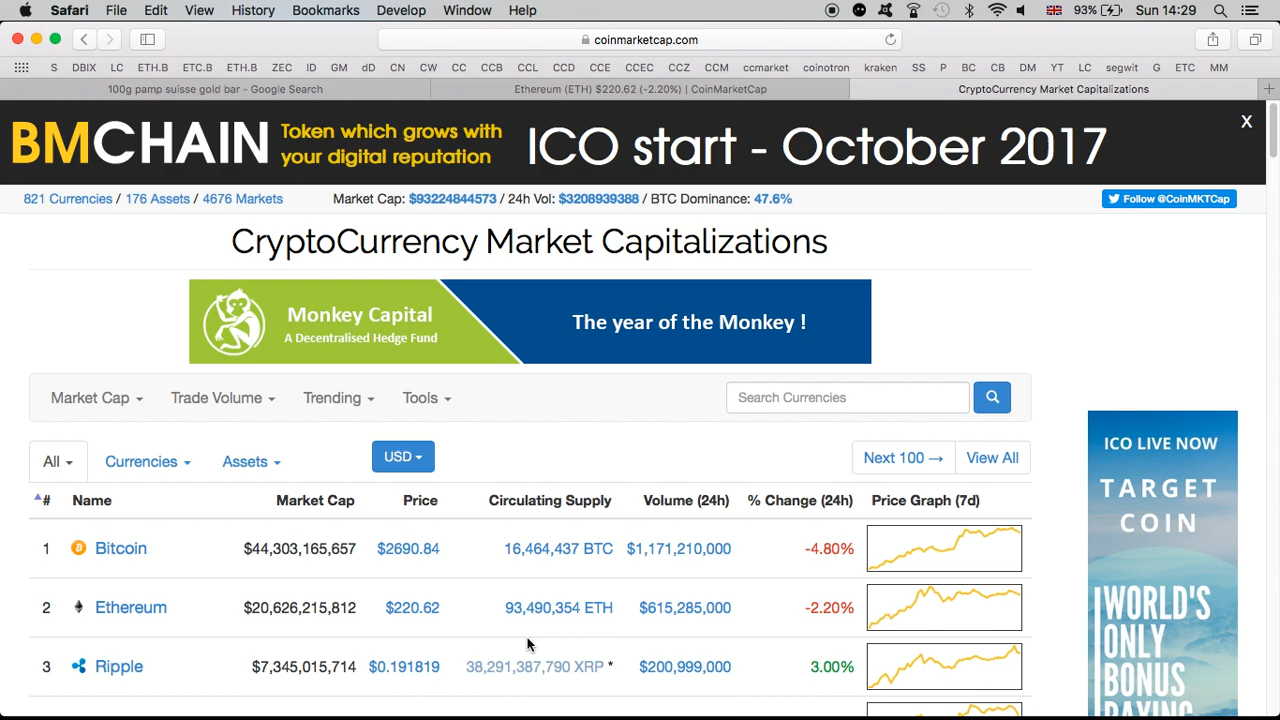 Safari File Edit View History Bookmarks Develop Window Help 93% Sun 14:29
coinmarketcap.com
S DBIX LC ETH.B ETC.B ETH.B ZEC ID GM dD CN CW CC CCB CCL CCD CCE CCEC CCZ CCM ccmarket coinotron kraken SS P BC CB DM YT LC segwit G ETC MM
100g pamp suisse gold bar - Google Search Ethereum (ETH) $220.62 (-2.20%) | CoinMarketCap CryptoCurrency Market Capitalizations +
BMCHAIN Token which grows with your digital reputation ICO start - October 2017 X
821 Currencies / 176 Assets / 4676 Markets Market Cap: $93224844573 / 24h Vol: $3208939388 / BTC Dominance: 47.6% Follow @CoinMKTCap
CryptoCurrency Market Capitalizations
Monkey Capital
A Decentralised Hedge Fund
The year of the Monkey !
Market Cap Trade Volume Trending Tools Search Currencies
All Currencies Assets USD Next 100 → View All
# Name Market Cap Price Circulating Supply Volume (24h) % Change (24h) Price Graph (7d)
1 Bitcoin $44,303,165,657 $2690.84 16,464,437 BTC $1,171,210,000 -4.80%
2 Ethereum $20,626,215,812 $220.62 93,490,354 ETH $615,285,000 -2.20%
3 Ripple $7,345,015,714 $0.191819 38,291,387,790 XRP * $200,999,000 3.00%
ICO LIVE NOW
TARGET
COIN
WORLD'S
ONLY
BONUS
PAYING